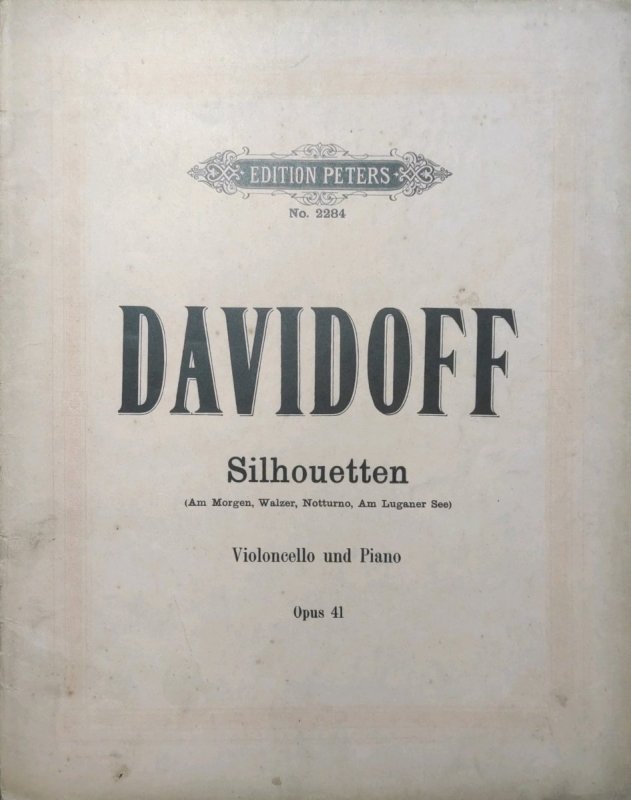 EDITION PETERS
No. 2284
DAVIDOFF
Silhouetten
(Am Morgen, Walzer, Notturno, Am Luganer See)
Violoncello und Piano
Opus 41